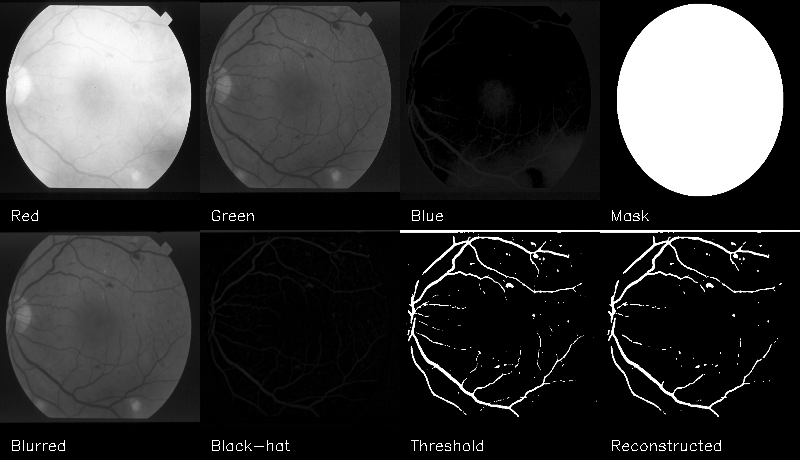 Red
Green
Blue
Mask
Blurred
Black-hat
Threshold
Reconstructed